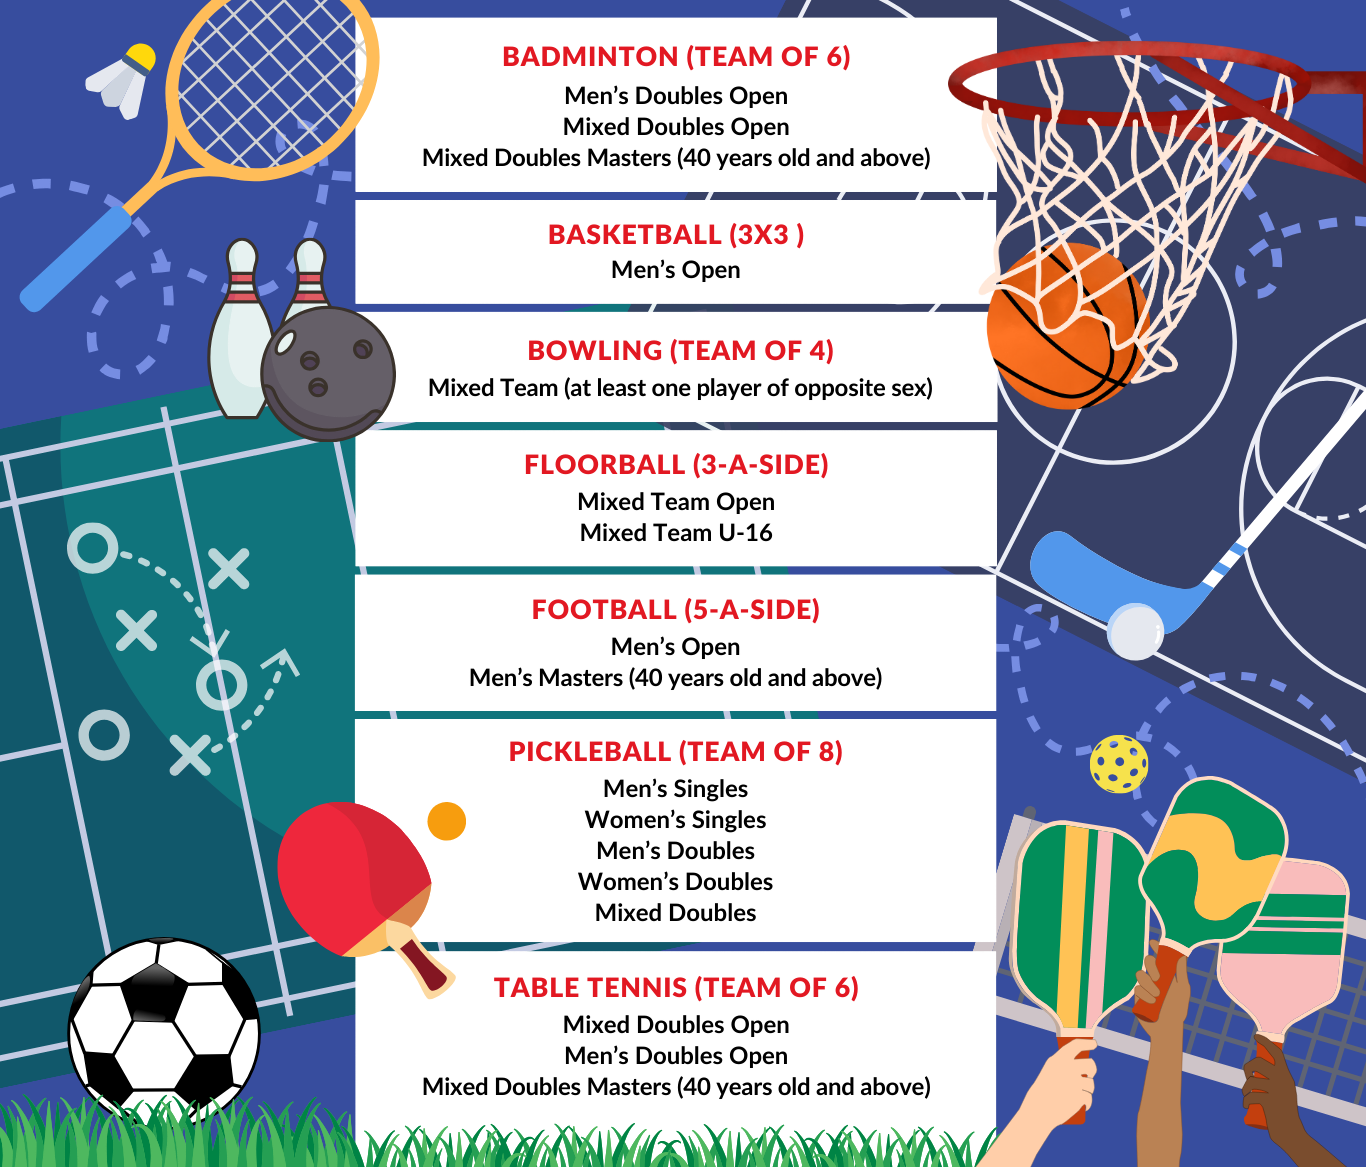 BADMINTON (TEAM OF 6)
Men’s Doubles Open
Mixed Doubles Open
Mixed Doubles Masters (40 years old and above)
BASKETBALL (3X3 )
Men’s Open
BOWLING (TEAM OF 4)
Mixed Team (at least one player of opposite sex)
FLOORBALL (3-A-SIDE)
Mixed Team Open
Mixed Team U-16
FOOTBALL (5-A-SIDE)
Men’s Open
Men’s Masters (40 years old and above)
PICKLEBALL (TEAM OF 8)
Men’s Singles
Women’s Singles
Men’s Doubles
Women’s Doubles
Mixed Doubles
TABLE TENNIS (TEAM OF 6)
Mixed Doubles Open
Men’s Doubles Open
Mixed Doubles Masters (40 years old and above)